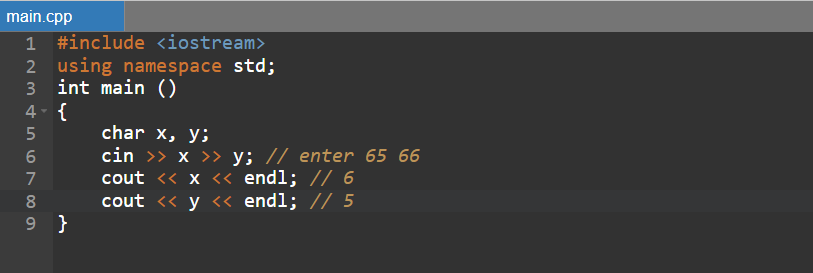 main.cpp
1 #include <iostream>
2 using namespace std;
3 int main ()
4 {
5 char x, y;
6 cin >> x >> y; // enter 65 66
7 cout << x << endl; // 6
8 cout << y << endl; // 5
9 }